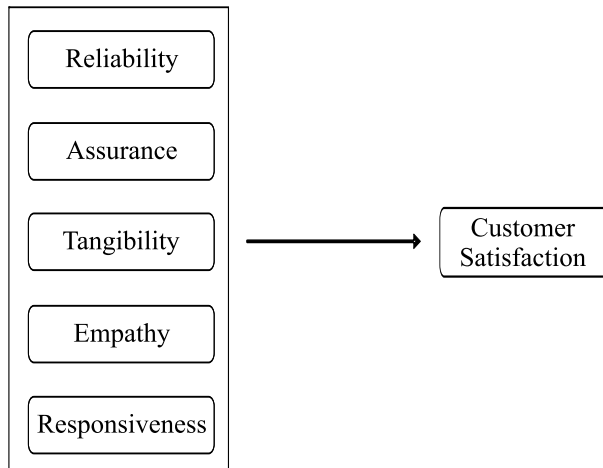 Reliability
Assurance
Tangibility
Empathy
Responsiveness
Customer
Satisfaction